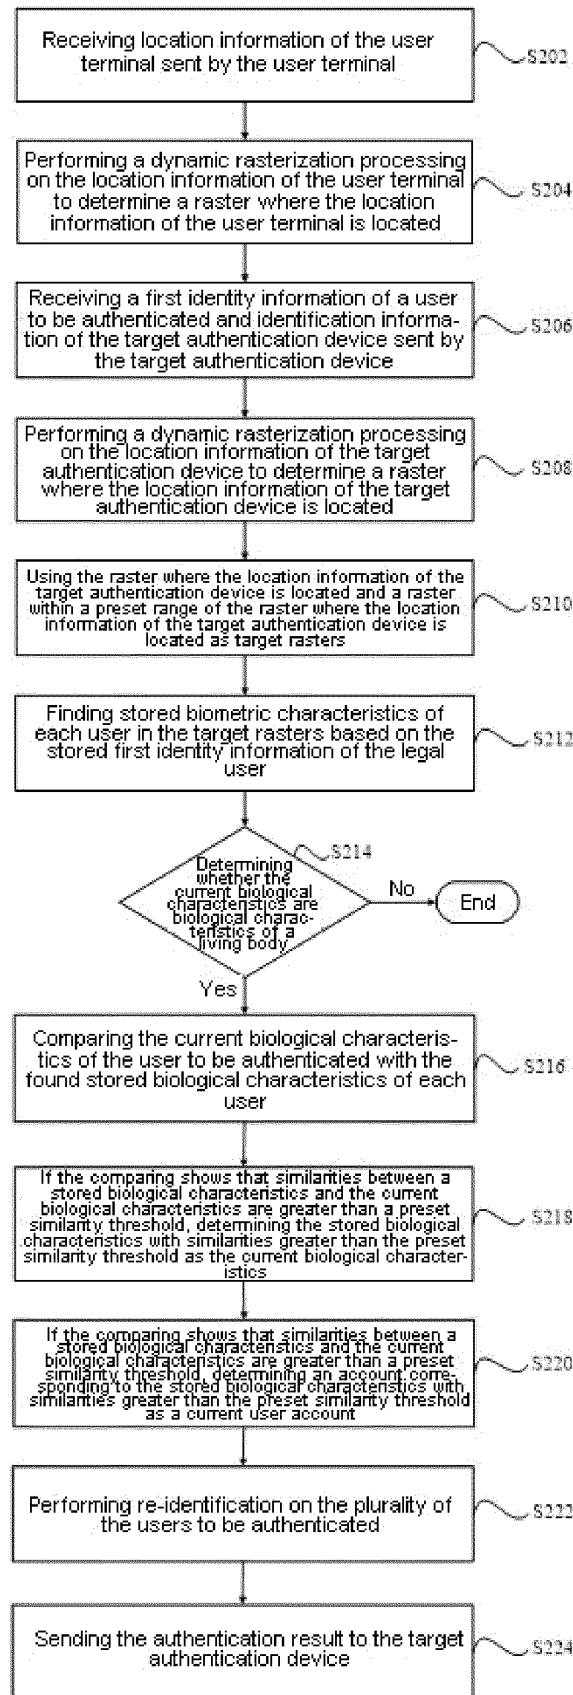 Receiving location information of the user
terminal sent by the user terminal
S202
Performing a dynamic rasterization processing
on the location information of the user terminal
to determine a raster where the location
information of the user terminal is located
S204
Receiving a first identity information of a user
to be authenticated and identification informa-
tion of the target authentication device sent by
the target authentication device
S206
Performing a dynamic rasterization processing
on the location information of the target
authentication device to determine a raster
where the location information of the target
authentication device is located
S208
Using the raster where the location information of the
target authentication device is located and a raster
within a preset range of the raster where the location
information of the target authentication device is
located as target rasters
S210
Finding stored biometric characteristics of
each user in the target rasters based on the
stored first identity information of the legal
user
S212
S214
Determining
whether the
current biological
characteristics are
biological charac-
teristics of a
living body
No
End
Yes
Comparing the current biological characteris-
tics of the user to be authenticated with the
found stored biological characteristics of each
user
S216
If the comparing shows that similarities between a
stored biological characteristics and the current
biological characteristics are greater than a preset
similarity threshold, determining the stored biological
characteristics with similarities greater than the preset
similarity threshold as the current biological character-
istics
S218
If the comparing shows that similarities between a
stored biological characteristics and the current
biological characteristics are greater than a preset
similarity threshold, determining an account corre-
sponding to the stored biological characteristics with
similarities greater than the preset similarity threshold
as a current user account
S220
Performing re-identification on the plurality of
the users to be authenticated
S222
Sending the authentication result to the target
authentication device
S224